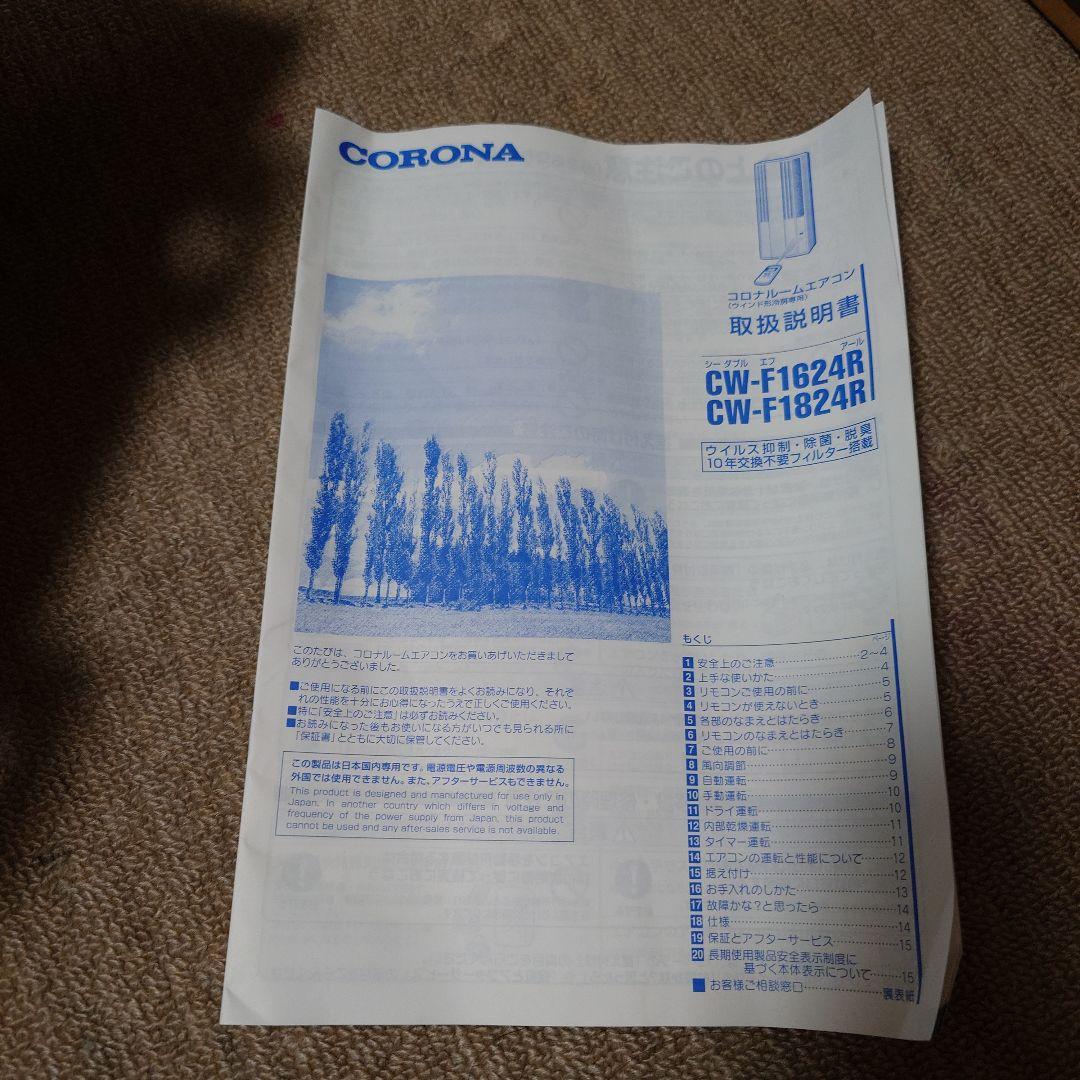 CORONA
コロナルームエアコン
(ウインド形冷房専用)
取扱説明書
シー ダブル エフ アール
CW-F1624R
CW-F1824R
ウイルス抑制・除菌・脱臭
10年交換不要フィルター搭載
このたびは、コロナルームエアコンをお買いあげいただきまして
ありがとうございました。
■ご使用になる前にこの取扱説明書をよくお読みになり、それぞ
れの性能を十分にお心得になったうえで正しくご使用ください。
■特に「安全上のご注意」は必ずお読みください。
■お読みになった後もお使いになる方がいつでも見られる所に
「保証書」とともに大切に保管してください。
この製品は日本国内専用です。電源電圧や電源周波数の異なる
外国では使用できません。また、アフターサービスもできません。
This product is designed and manufactured for use only in
Japan. In another country which differs in voltage and
frequency of the power supply from Japan, this product
cannot be used and any after-sales service is not available.
もくじ ページ
1 安全上のご注意 2〜4
2 上手な使いかた 4
3 リモコンご使用の前に 5
4 リモコンが使えないとき 5
5 各部のなまえとはたらき 6
6 リモコンのなまえとはたらき 7
7 ご使用の前に 8
8 風向調節 9
9 自動運転 9
10 手動運転 10
11 ドライ運転 10
12 内部乾燥運転 11
13 タイマー運転 11
14 エアコンの運転と性能について 12
15 据え付け 12
16 お手入れのしかた 13
17 故障かな?と思ったら 14
18 仕様 14
19 保証とアフターサービス 15
20 長期使用製品安全表示制度に
基づく本体表示について 15
■ お客様ご相談窓口 裏表紙